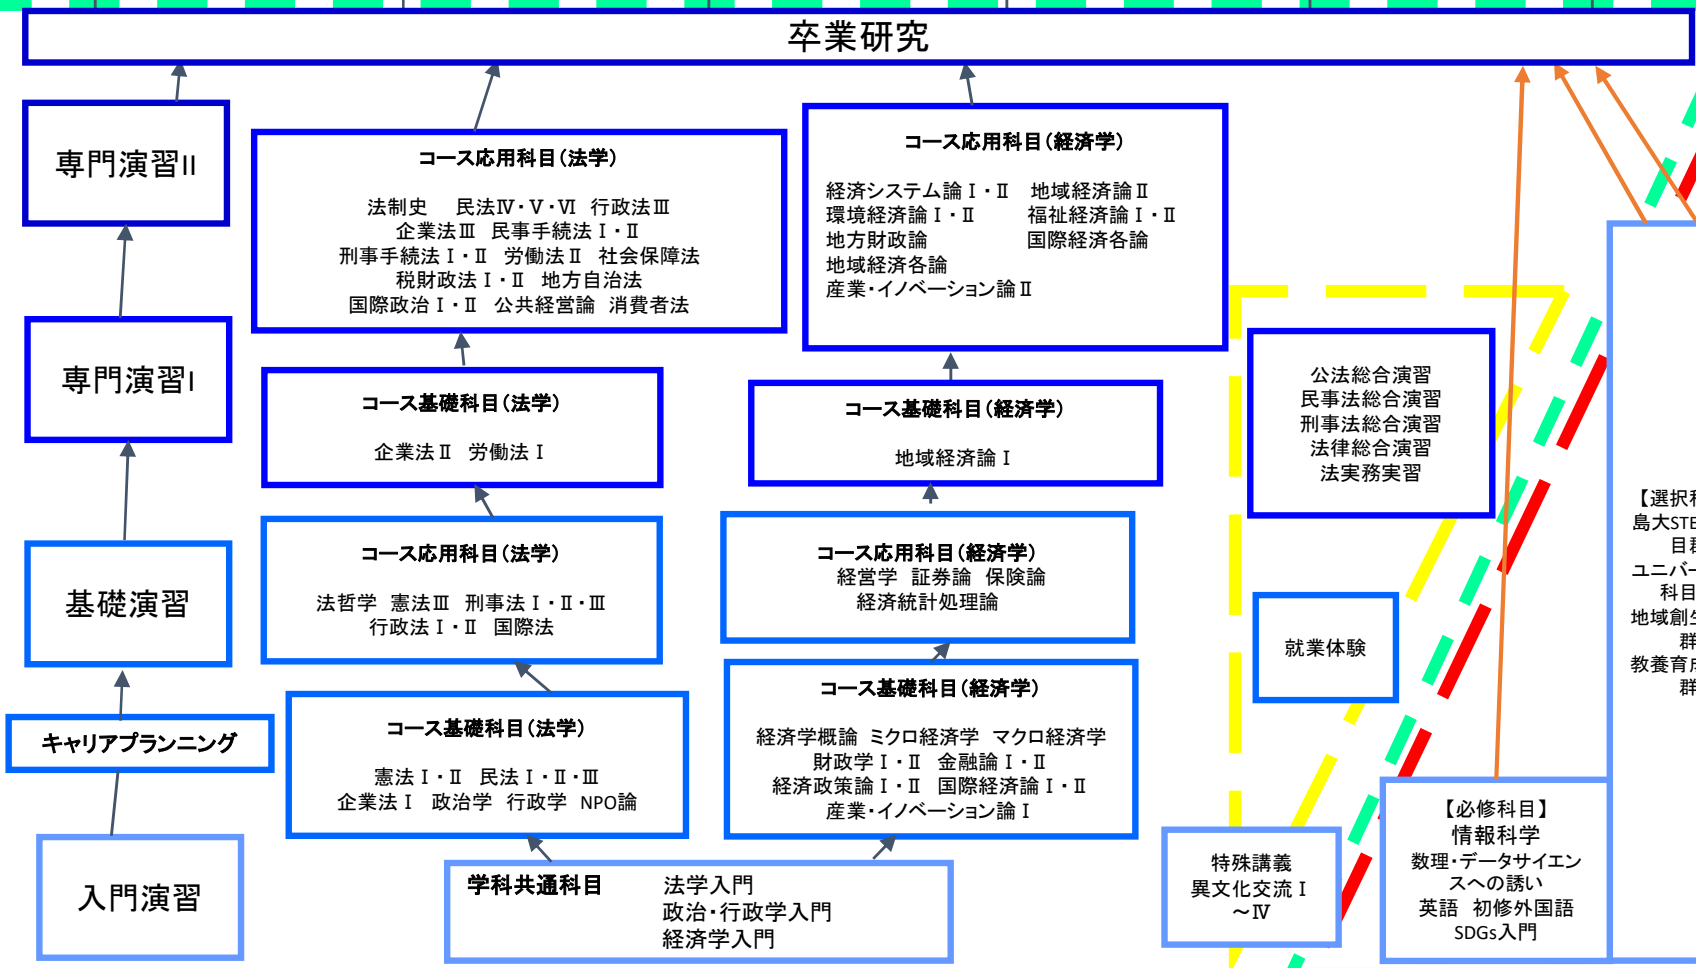 卒業研究
専門演習II
コース応用科目(法学)
法制史　民法Ⅳ・Ⅴ・Ⅵ 行政法Ⅲ
企業法Ⅲ 民事手続法Ⅰ・Ⅱ
刑事手続法Ⅰ・Ⅱ 労働法Ⅱ 社会保障法
税財政法Ⅰ・Ⅱ 地方自治法
国際政治Ⅰ・Ⅱ 公共経営論 消費者法
コース応用科目(経済学)
経済システム論Ⅰ・Ⅱ 地域経済論Ⅱ
環境経済論Ⅰ・Ⅱ 福祉経済論Ⅰ・Ⅱ
地方財政論 国際経済各論
地域経済各論
産業・イノベーション論Ⅱ
専門演習I
コース基礎科目(法学)
企業法Ⅱ 労働法Ⅰ
コース基礎科目(経済学)
地域経済論Ⅰ
公法総合演習
民事法総合演習
刑事法総合演習
法律総合演習
法実務実習
基礎演習
コース応用科目(法学)
法哲学 憲法Ⅲ 刑事法Ⅰ・Ⅱ・Ⅲ
行政法Ⅰ・Ⅱ 国際法
コース応用科目(経済学)
経営学 証券論 保険論
経済統計処理論
就業体験
【選択科
島大STE
目群
ユニバー
科目
地域創生
群
教養育成
群
キャリアプランニング
コース基礎科目(法学)
憲法Ⅰ・Ⅱ 民法Ⅰ・Ⅱ・Ⅲ
企業法Ⅰ 政治学 行政学 NPO論
コース基礎科目(経済学)
経済学概論 ミクロ経済学 マクロ経済学
財政学Ⅰ・Ⅱ 金融論Ⅰ・Ⅱ
経済政策論Ⅰ・Ⅱ 国際経済論Ⅰ・Ⅱ
産業・イノベーション論Ⅰ
入門演習
学科共通科目 法学入門
政治・行政学入門
経済学入門
特殊講義
異文化交流Ⅰ
～Ⅳ
【必修科目】
情報科学
数理・データサイエン
スへの誘い
英語 初修外国語
SDGs入門